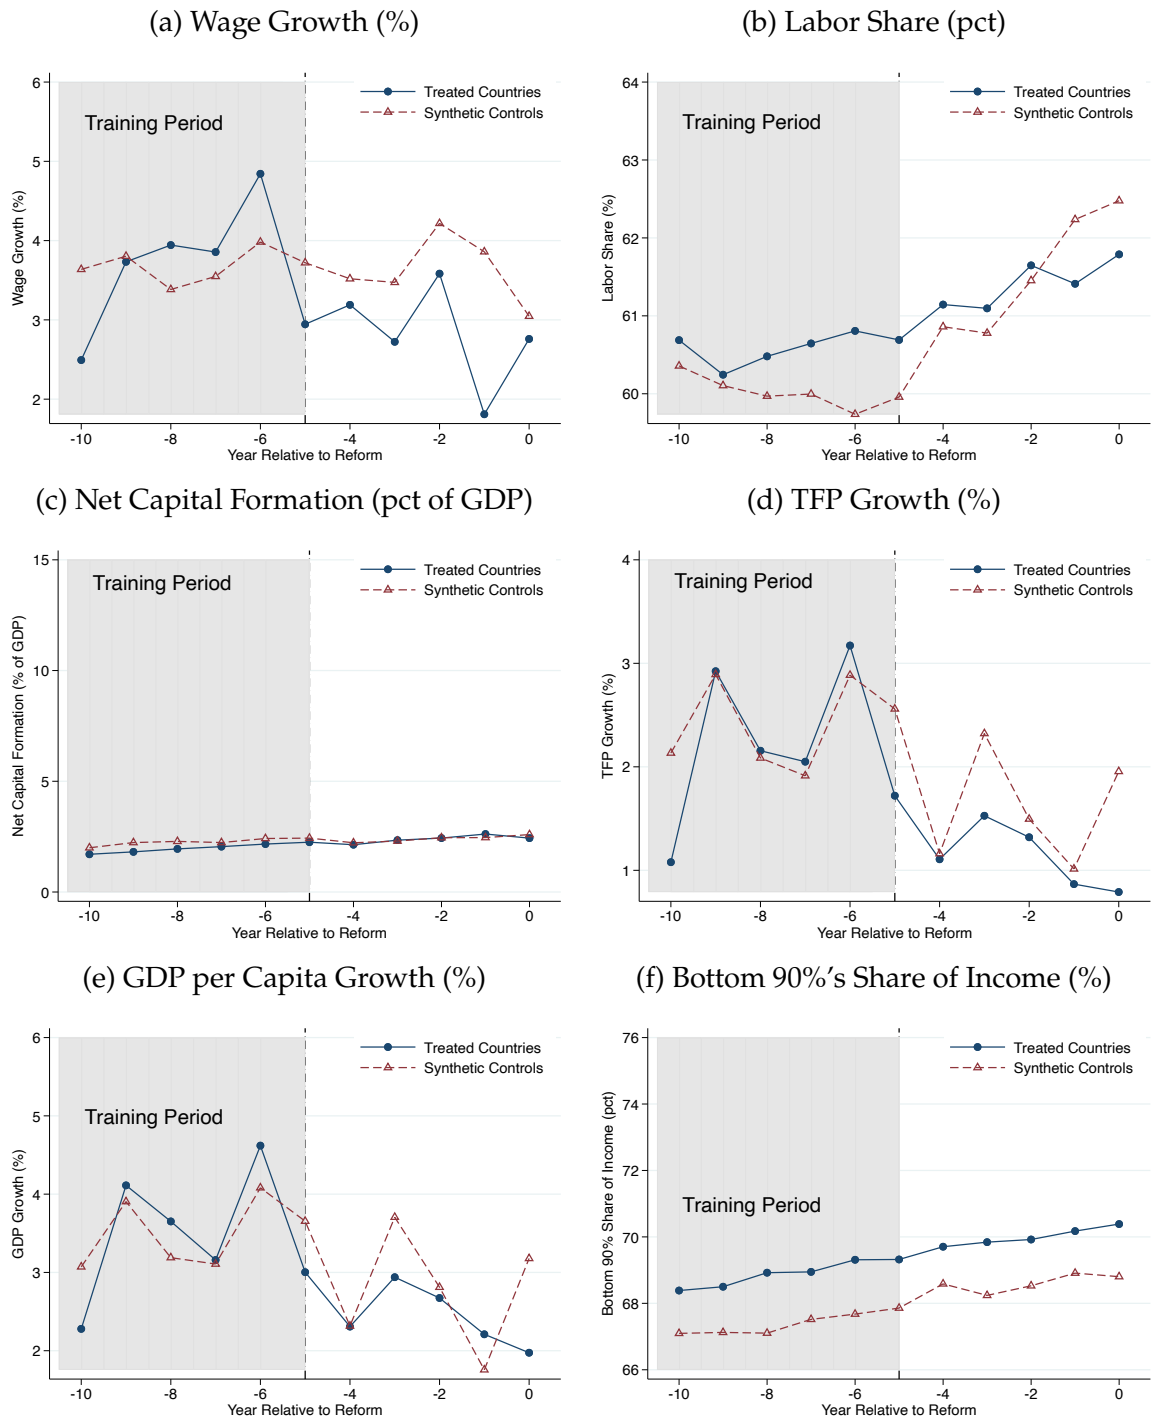 (a) Wage Growth (%)
Treated Countries
Synthetic Controls
Training Period
Wage Growth (%)
6
5
4
3
2
-10 -8 -6 -4 -2 0
Year Relative to Reform
(b) Labor Share (pct)
Treated Countries
Synthetic Controls
Training Period
Labor Share (%)
64
63
62
61
60
-10 -8 -6 -4 -2 0
Year Relative to Reform
(c) Net Capital Formation (pct of GDP)
Treated Countries
Synthetic Controls
Training Period
Net Capital Formation (% of GDP)
15
10
5
0
-10 -8 -6 -4 -2 0
Year Relative to Reform
(d) TFP Growth (%)
Treated Countries
Synthetic Controls
Training Period
TFP Growth (%)
4
3
2
1
-10 -8 -6 -4 -2 0
Year Relative to Reform
(e) GDP per Capita Growth (%)
Treated Countries
Synthetic Controls
Training Period
GDP Growth (%)
6
5
4
3
2
-10 -8 -6 -4 -2 0
Year Relative to Reform
(f) Bottom 90%'s Share of Income (%)
Treated Countries
Synthetic Controls
Training Period
Bottom 90% Share of Income (pct)
76
74
72
70
68
66
-10 -8 -6 -4 -2 0
Year Relative to Reform